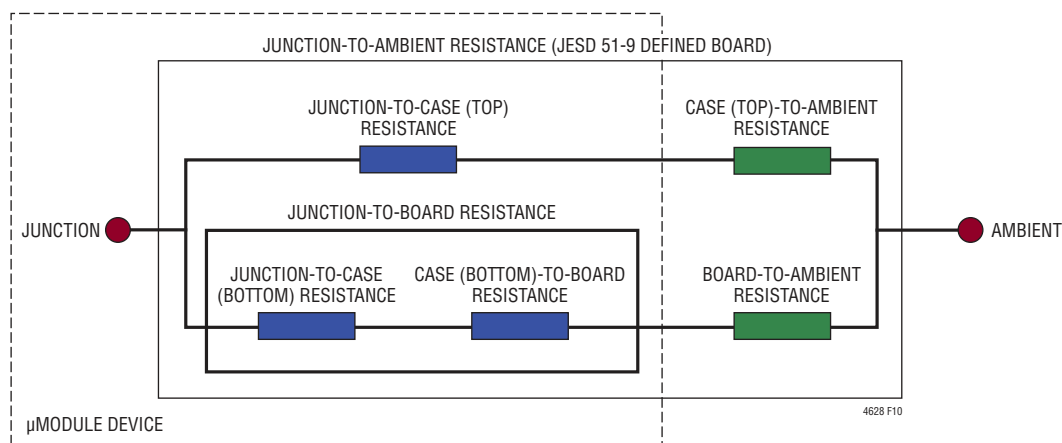 JUNCTION-TO-AMBIENT RESISTANCE (JESD 51-9 DEFINED BOARD)
JUNCTION-TO-CASE (TOP)
RESISTANCE
CASE (TOP)-TO-AMBIENT
RESISTANCE
JUNCTION-TO-BOARD RESISTANCE
JUNCTION
AMBIENT
JUNCTION-TO-CASE
(BOTTOM) RESISTANCE
CASE (BOTTOM)-TO-BOARD
RESISTANCE
BOARD-TO-AMBIENT
RESISTANCE
4628 F10
µMODULE DEVICE